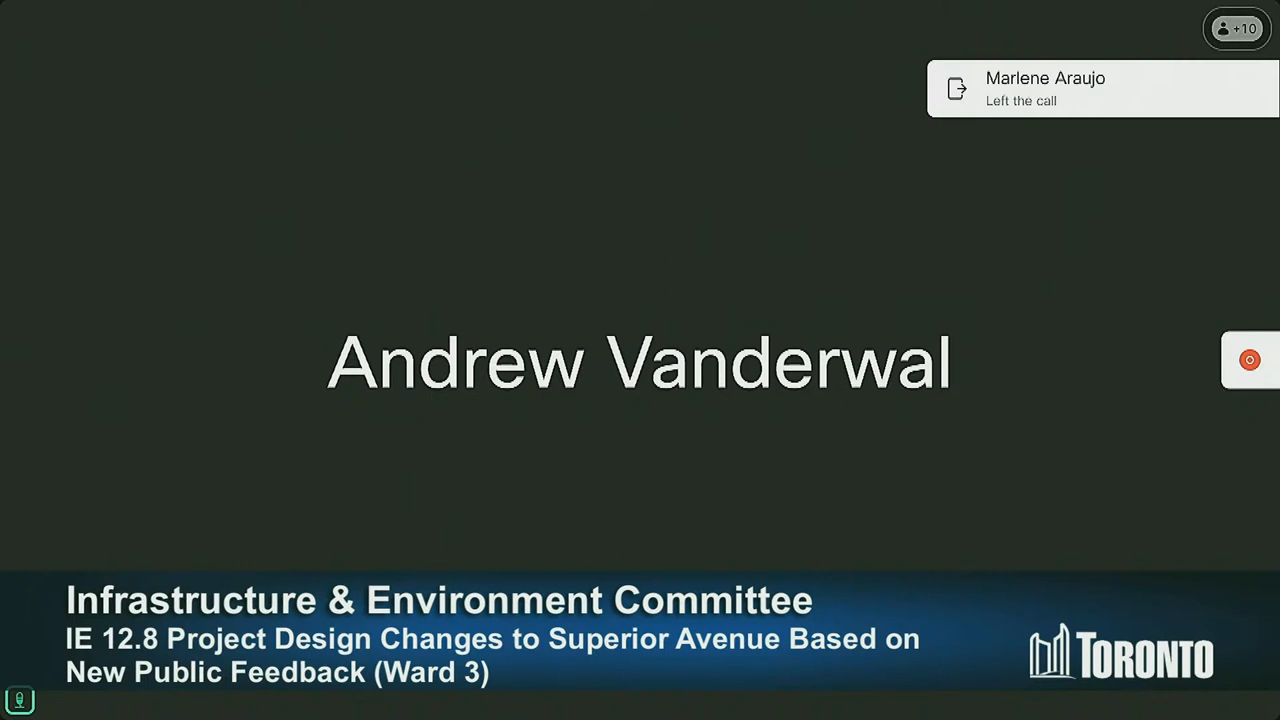 +10
Marlene Araujo
Left the call
Andrew Vanderwal
Infrastructure & Environment Committee
IE 12.8 Project Design Changes to Superior Avenue Based on
New Public Feedback (Ward 3)
TORONTO